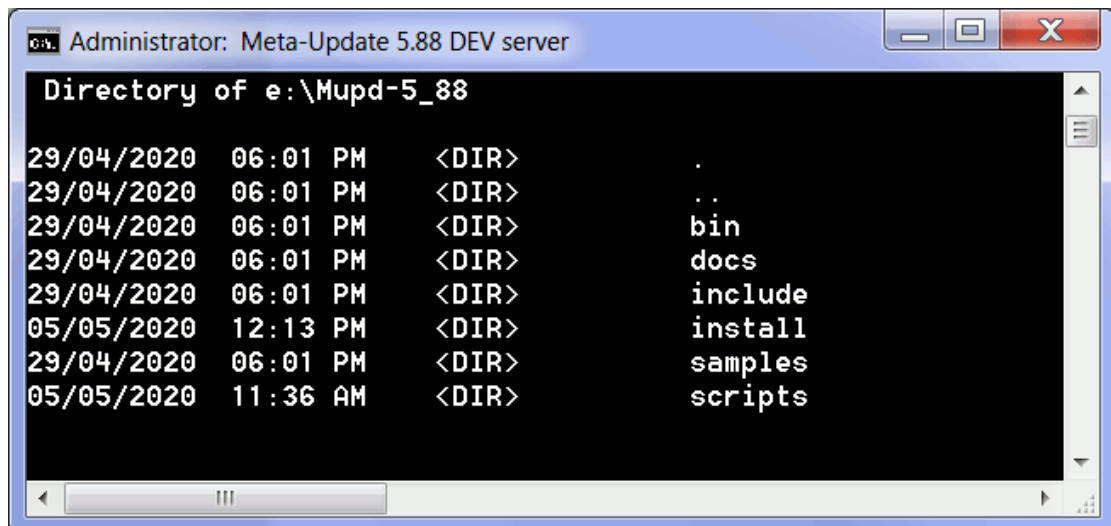 Administrator: Meta-Update 5.88 DEV server
Directory of e:\Mupd-5_88
29/04/2020  06:01 PM    <DIR>          .
29/04/2020  06:01 PM    <DIR>          ..
29/04/2020  06:01 PM    <DIR>          bin
29/04/2020  06:01 PM    <DIR>          docs
29/04/2020  06:01 PM    <DIR>          include
05/05/2020  12:13 PM    <DIR>          install
29/04/2020  06:01 PM    <DIR>          samples
05/05/2020  11:36 AM    <DIR>          scripts